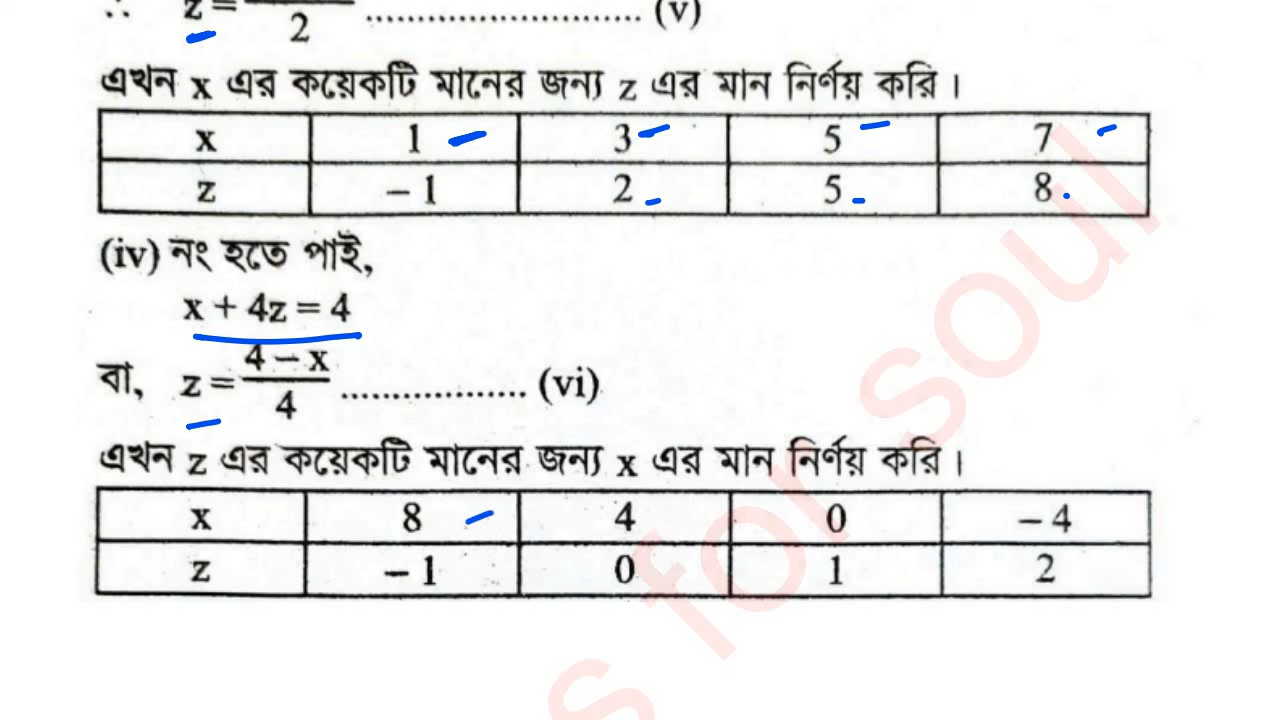 ∴ z = 2 ........................... (v)
এখন x এর কয়েকটি মানের জন্য z এর মান নির্ণয় করি।
x 1 3 5 7
z – 1 2 5 8
(iv) নং হতে পাই,
x + 4z = 4
বা, z = 4 – x / 4 .................. (vi)
এখন z এর কয়েকটি মানের জন্য x এর মান নির্ণয় করি।
x 8 4 0 – 4
z – 1 0 1 2
s for soul